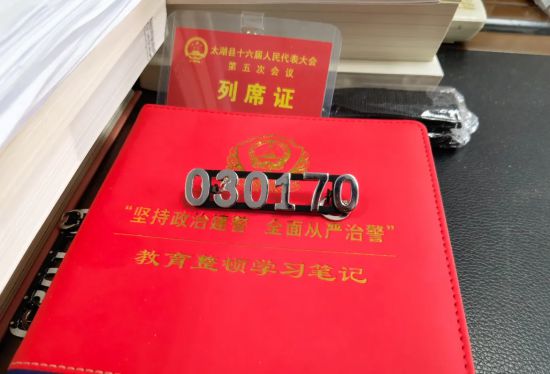 太湖县十六届人民代表大会
第五次会议
列席证
030170
“坚持政治建警 全面从严治警”
教育整顿学习笔记